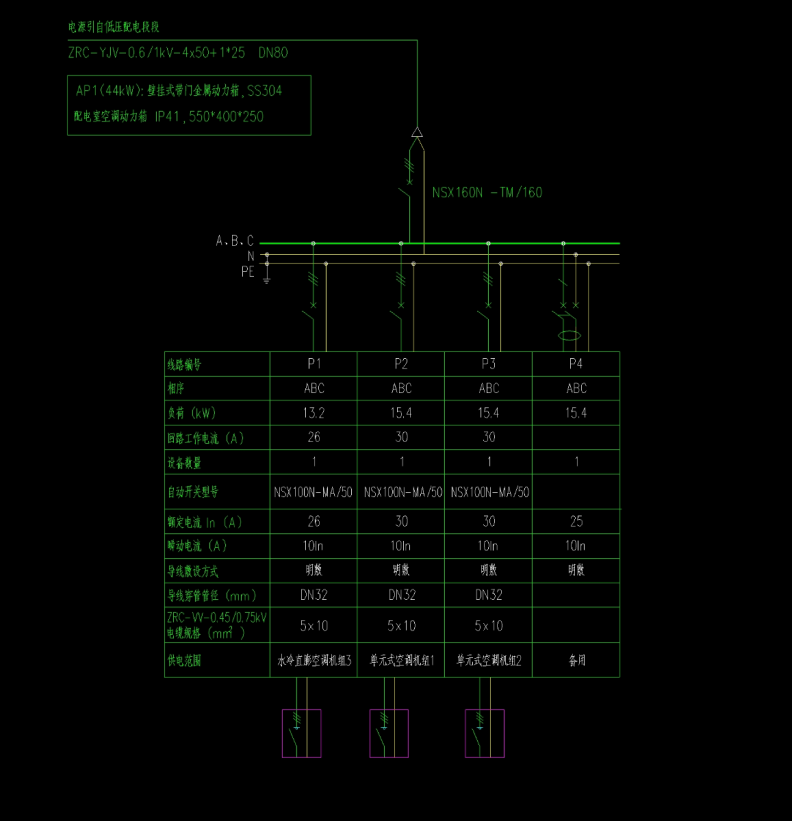 电源引自低压配电段段
ZRC-YJV-0.6/1kV-4x50+1*25 DN80
AP1(44kW):壁挂式带门金属动力箱,SS304
配电室空调动力箱 IP41,550*400*250
NSX160N -TM/160
A、B、C
N
PE
线路编号 P1 P2 P3 P4
相序 ABC ABC ABC ABC
负荷(kW) 13.2 15.4 15.4 15.4
回路工作电流(A) 26 30 30
设备数量 1 1 1 1
自动开关型号 NSX100N-MA/50 NSX100N-MA/50 NSX100N-MA/50
额定电流In(A) 26 30 30 25
瞬动电流(A) 10In 10In 10In 10In
导线敷设方式 明敷 明敷 明敷 明敷
导线穿管管径(mm) DN32 DN32 DN32
ZRC-VV-0.45/0.75kV
电缆规格(mm²) 5x10 5x10 5x10
供电范围 水冷直膨空调机组3 单元式空调机组1 单元式空调机组2 备用